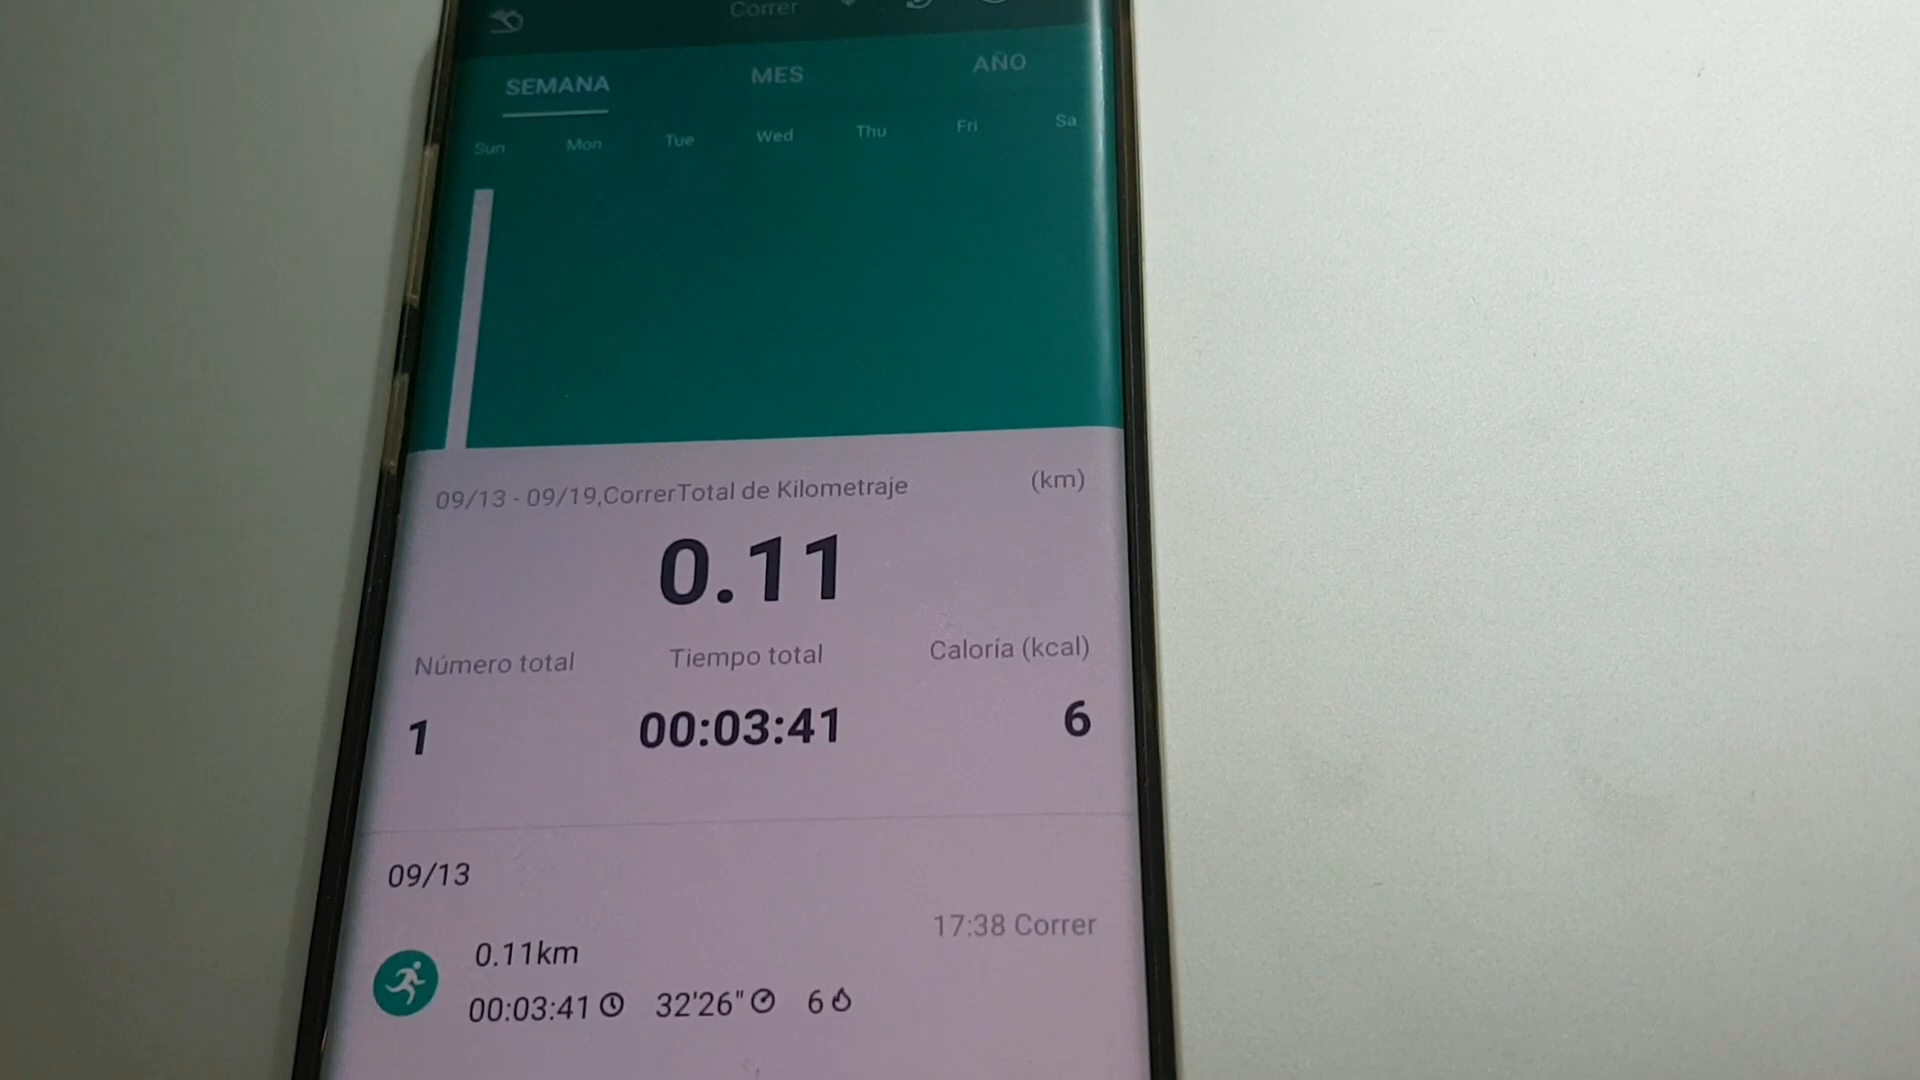 Correr
SEMANA MES AÑO
Sun Mon Tue Wed Thu Fri Sa
09/13 - 09/19,CorrerTotal de Kilometraje (km)
0.11
Número total Tiempo total Caloría (kcal)
1 00:03:41 6
09/13
17:38 Correr
0.11km
00:03:41 32'26" 6